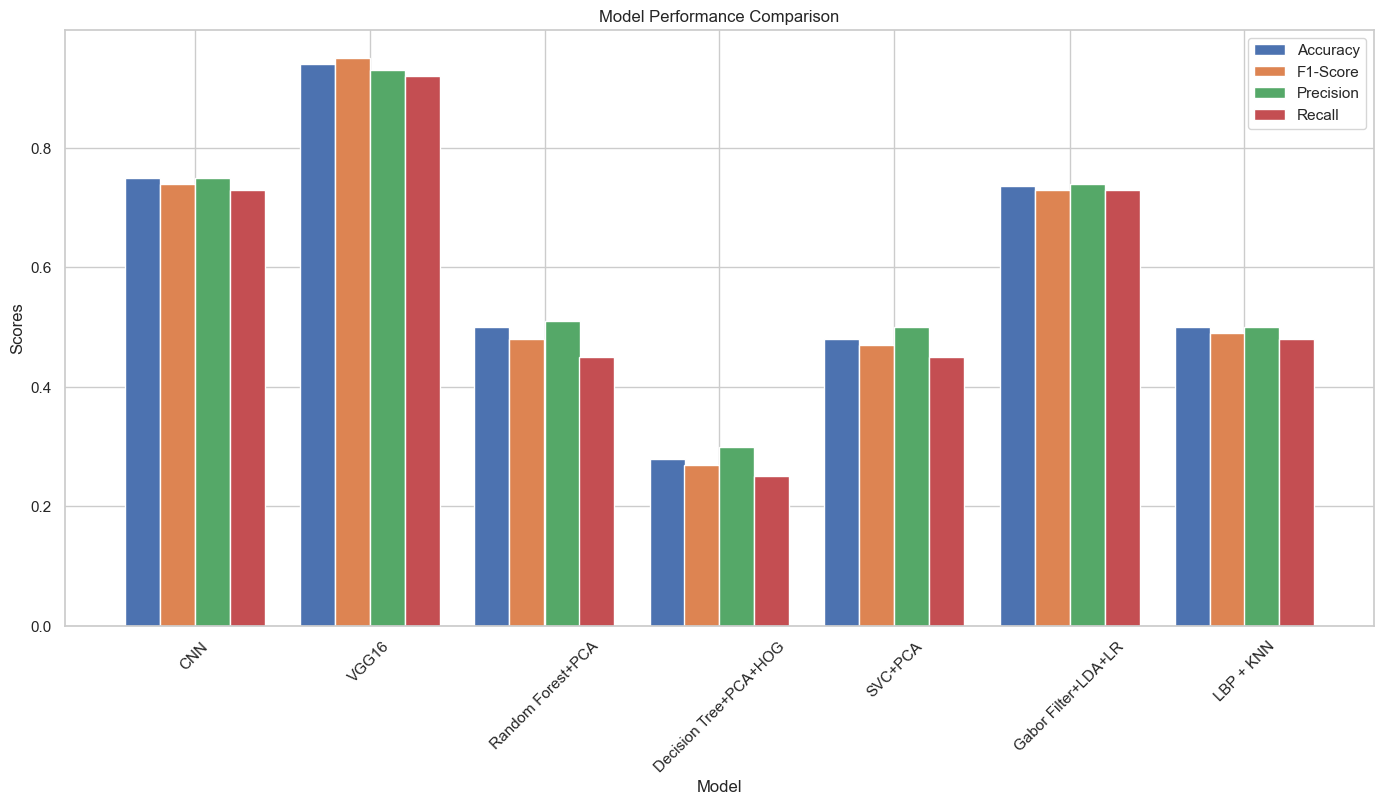 Model Performance Comparison
Accuracy
F1-Score
Precision
Recall
Scores
0.8
0.6
0.4
0.2
0.0
CNN
VGG16
Random Forest+PCA
Decision Tree+PCA+HOG
SVC+PCA
Gabor Filter+LDA+LR
LBP + KNN
Model